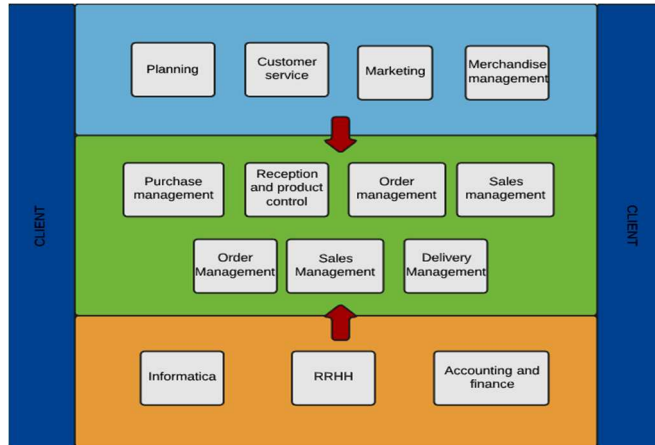 Planning
Customer
service
Marketing
Merchandise
management
CLIENT
CLIENT
Purchase
management
Reception
and product
control
Order
management
Sales
management
Order
Management
Sales
Management
Delivery
Management
Informatica
RRHH
Accounting and
finance